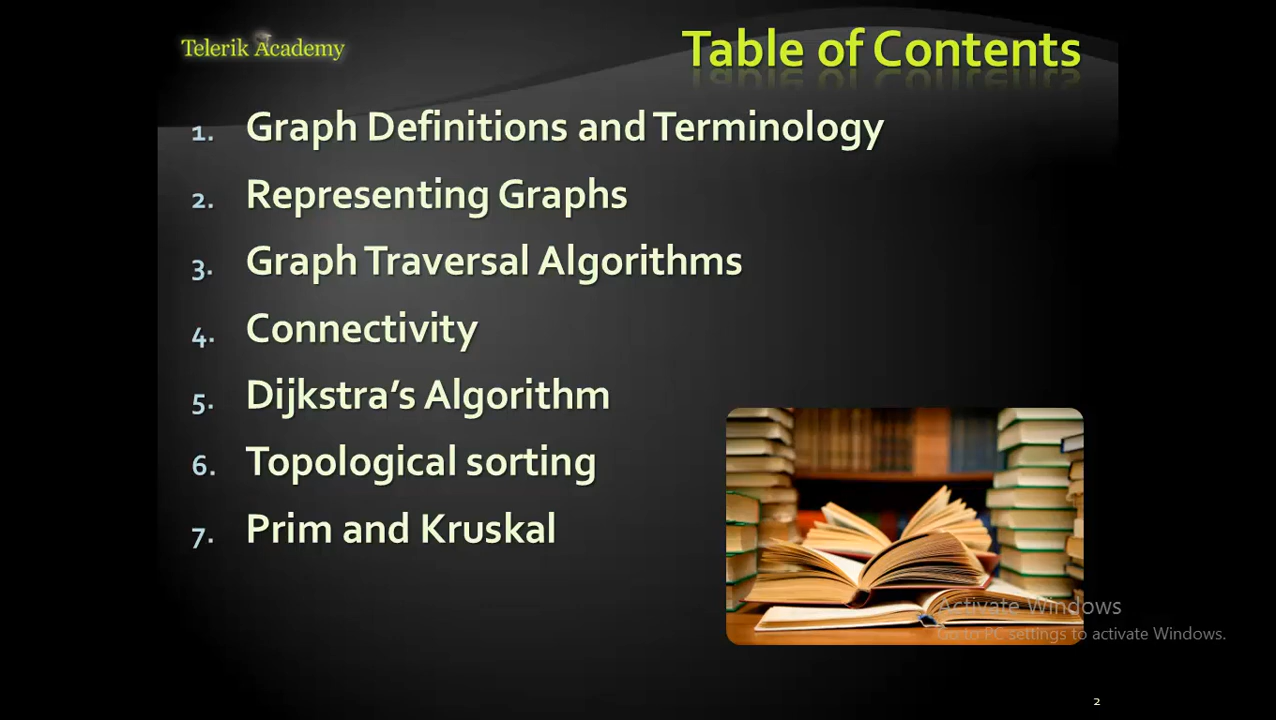 Telerik Academy
Table of Contents
1. Graph Definitions and Terminology
2. Representing Graphs
3. Graph Traversal Algorithms
4. Connectivity
5. Dijkstra’s Algorithm
6. Topological sorting
7. Prim and Kruskal
Activate Windows
Go to PC settings to activate Windows.
2